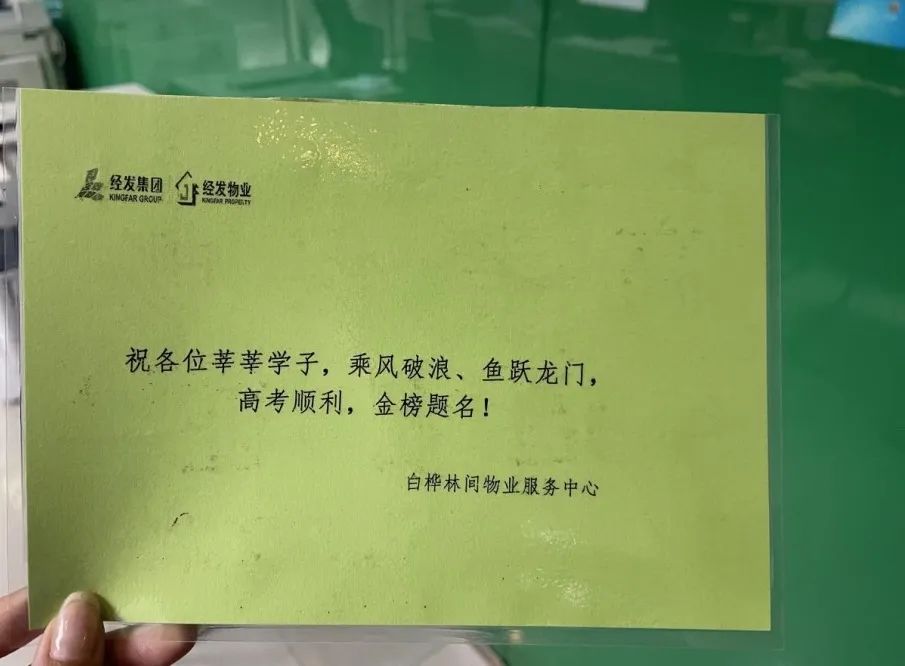 经发集团 经发物业
KINGFAR GROUP KINGFAR PROPERTY
祝各位莘莘学子，乘风破浪、鱼跃龙门，
高考顺利，金榜题名！
白桦林间物业服务中心